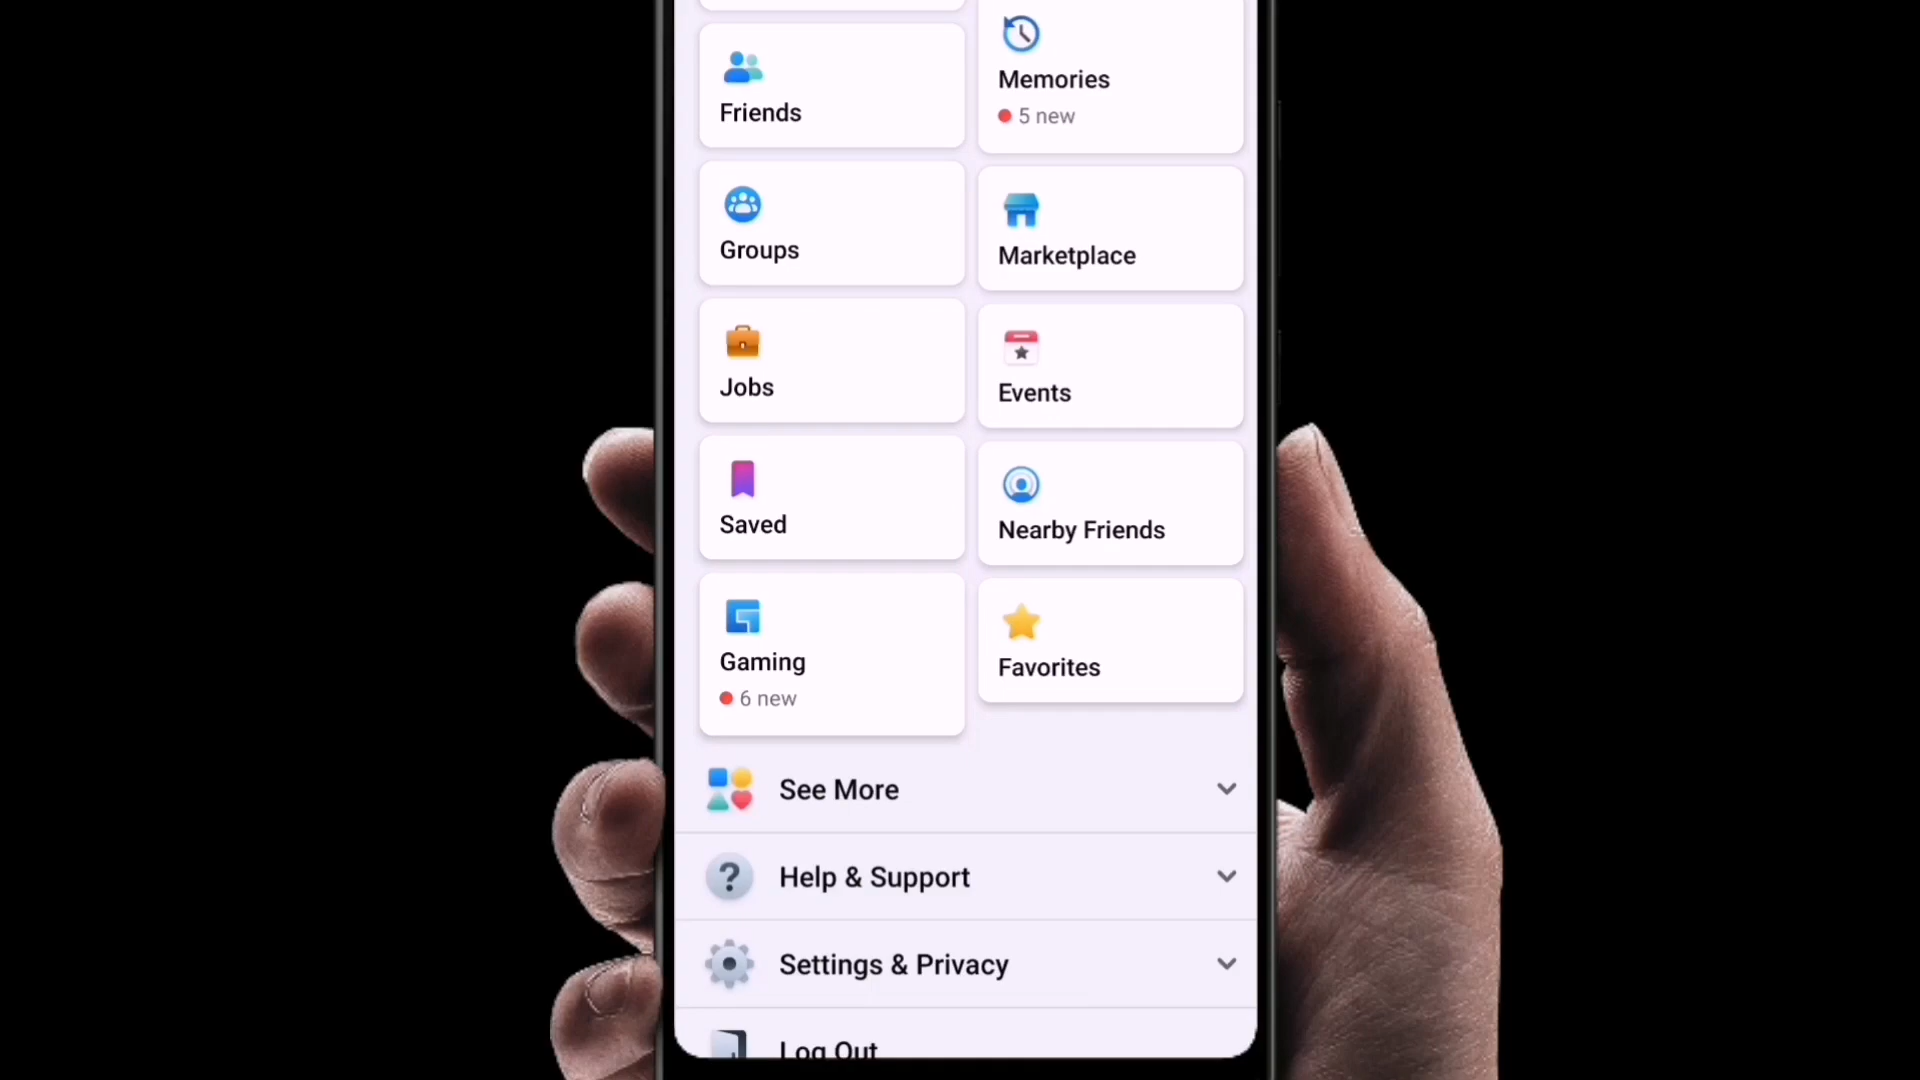 Friends
Memories
5 new
Groups
Marketplace
Jobs
Events
Saved
Nearby Friends
Gaming
6 new
Favorites
See More
Help & Support
Settings & Privacy
Log Out